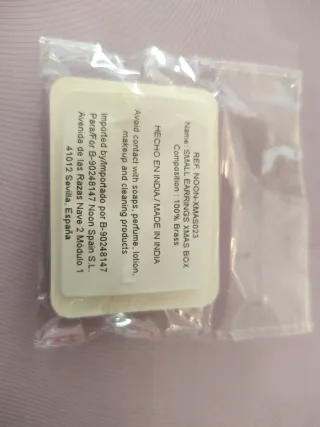 REF. NOON-XMAS023
Name: SMALL EARRINGS XMAS BOX
Composition : 100% Brass
HECHO EN INDIA / MADE IN INDIA
Avoid contact with soaps, perfume, lotion,
makeup and cleaning products
Imported by/Importado por B-90248147
Para/For B-90248147 Noon Spain S.L.
Avenida de las Razas Nave 2 Módulo 1
41012 Sevilla, España